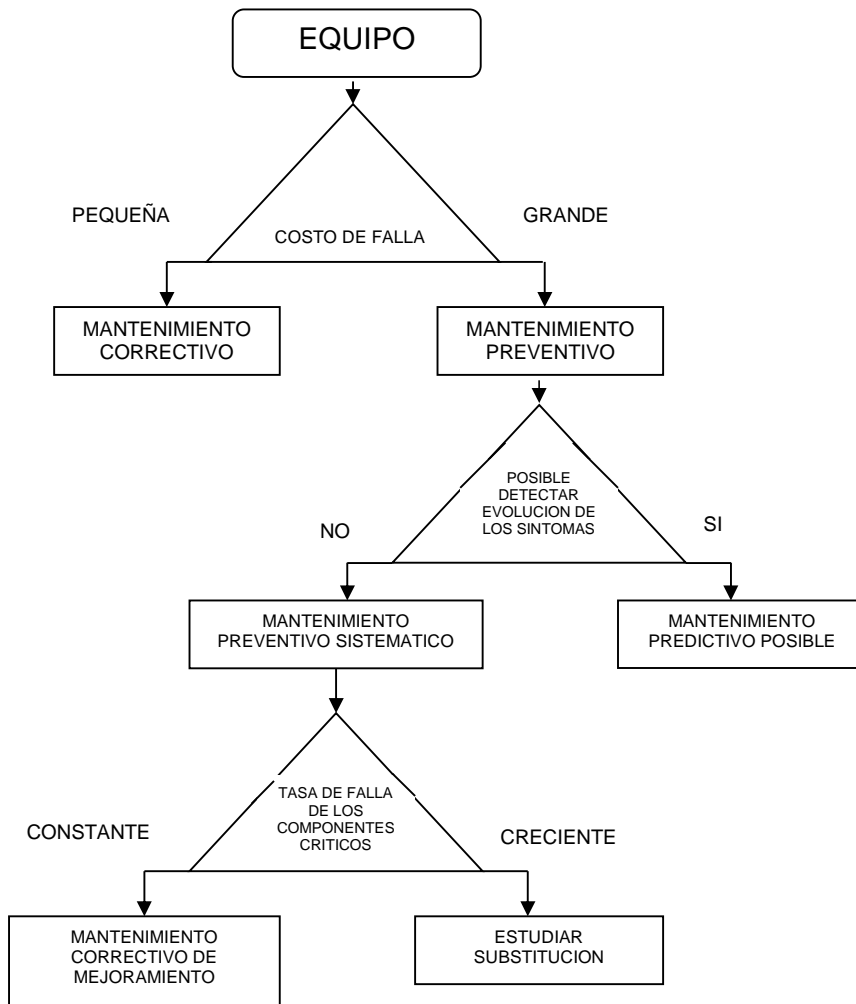 EQUIPO
PEQUEÑA
GRANDE
COSTO DE FALLA
MANTENIMIENTO
CORRECTIVO
MANTENIMIENTO
PREVENTIVO
POSIBLE
DETECTAR
EVOLUCION DE
LOS SINTOMAS
NO
SI
MANTENIMIENTO
PREVENTIVO SISTEMATICO
MANTENIMIENTO
PREDICTIVO POSIBLE
TASA DE FALLA
DE LOS
COMPONENTES
CRITICOS
CONSTANTE
CRECIENTE
MANTENIMIENTO
CORRECTIVO DE
MEJORAMIENTO
ESTUDIAR
SUBSTITUCION